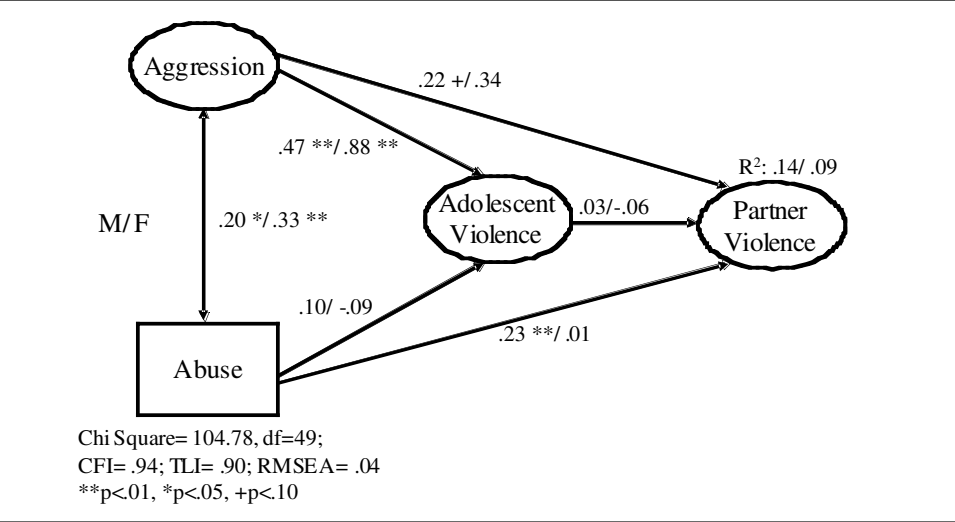 Aggression
.22 +/.34
.47 **/.88 **
R²: .14/ .09
Adolescent
Violence
.03/-.06
Partner
Violence
M/F
.20 */.33 **
.10/ -.09
.23 **/.01
Abuse
Chi Square= 104.78, df=49;
CFI= .94; TLI= .90; RMSEA= .04
**p<.01, *p<.05, +p<.10